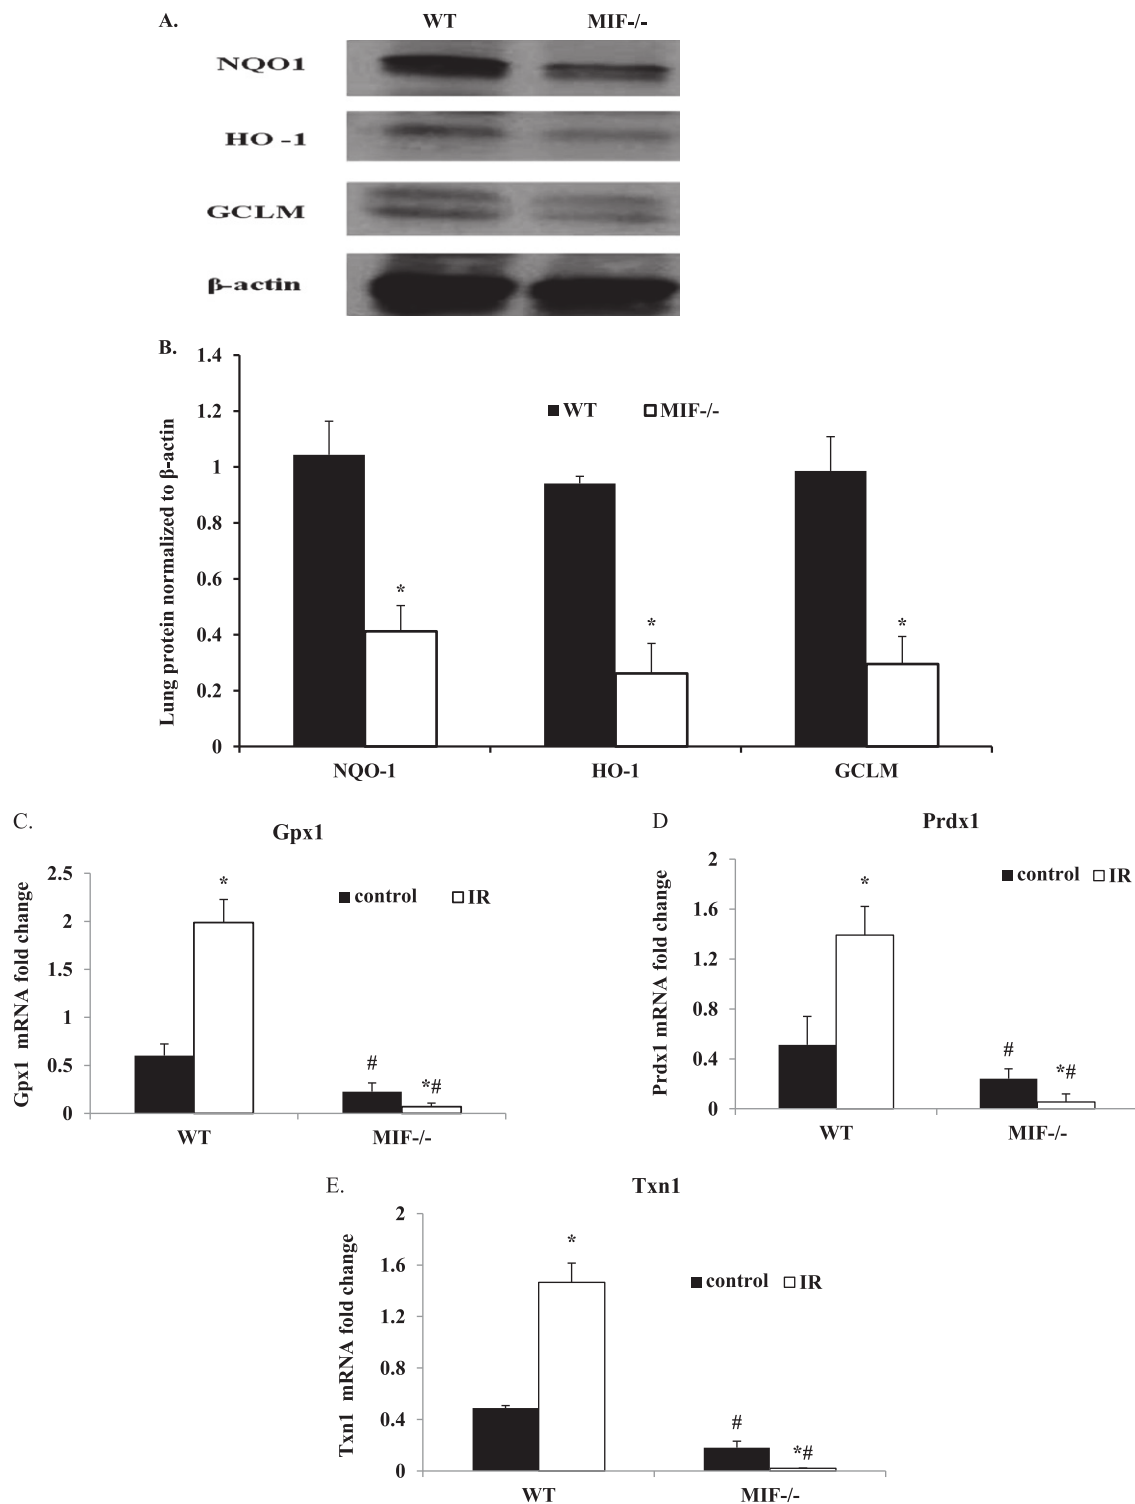 A.
WT MIF-/-
NQO1
HO -1
GCLM
β-actin
B.
Lung protein normalized to β-actin
1.4
1.2
1
0.8
0.6
0.4
0.2
0
WT MIF-/-
*
*
*
NQO-1 HO-1 GCLM
C.
Gpx1
Gpx1 mRNA fold change
2.5
2
1.5
1
0.5
0
control IR
*
#
*#
WT MIF-/-
D
Prdx1
Prdx1 mRNA fold change
2
1.6
1.2
0.8
0.4
0
control IR
*
#
*#
WT MIF-/-
E.
Txn1
Txn1 mRNA fold change
2
1.6
1.2
0.8
0.4
0
control IR
*
#
*#
WT MIF-/-